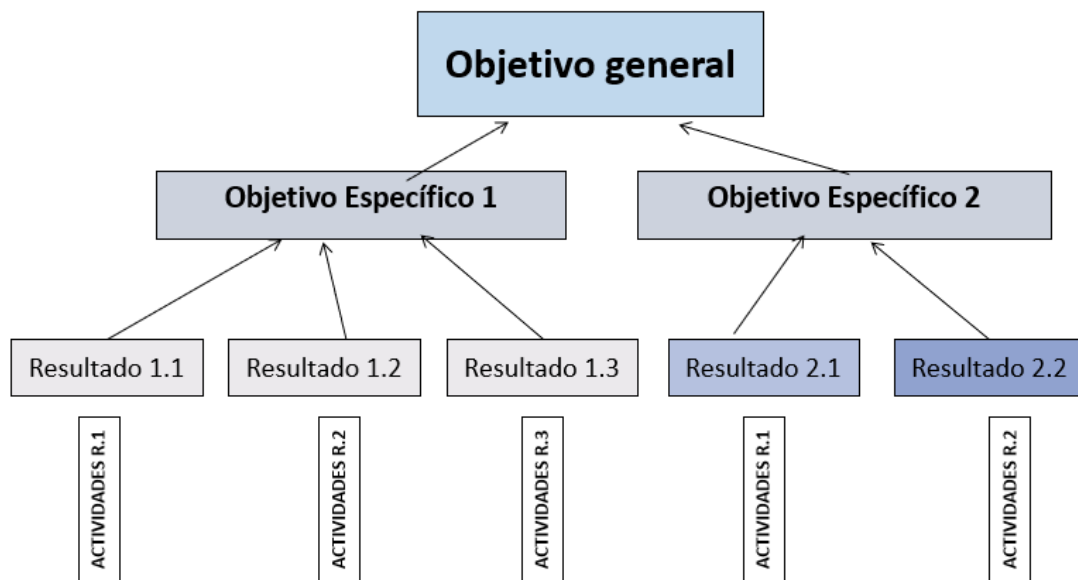 Objetivo general
Objetivo Específico 1
Objetivo Específico 2
Resultado 1.1
Resultado 1.2
Resultado 1.3
Resultado 2.1
Resultado 2.2
ACTIVIDADES R.1
ACTIVIDADES R.2
ACTIVIDADES R.3
ACTIVIDADES R.1
ACTIVIDADES R.2